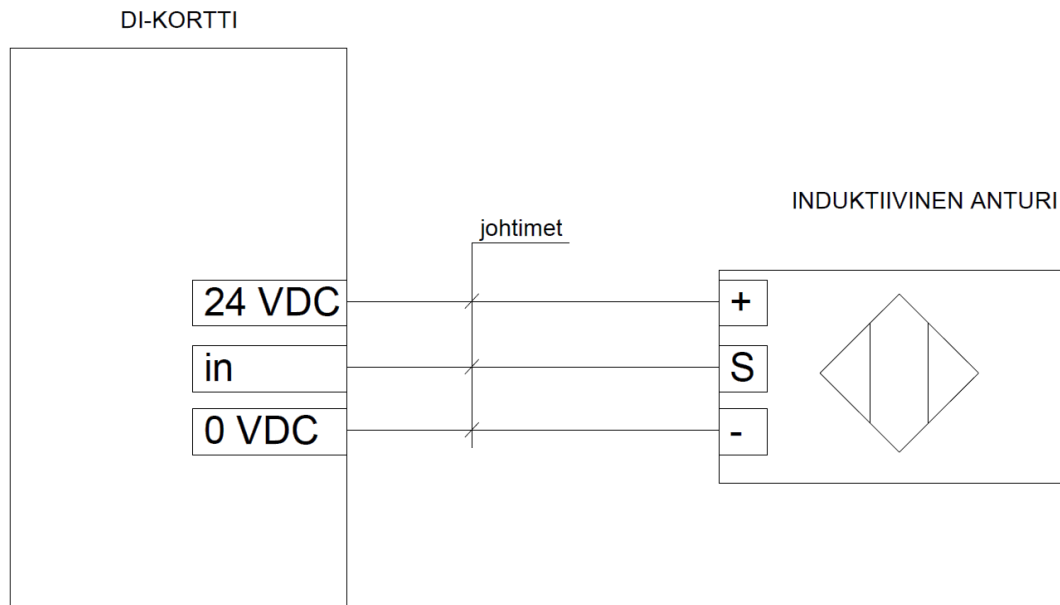 DI-KORTTI
INDUKTIIVINEN ANTURI
johtimet
24 VDC
+
in
S
0 VDC
-